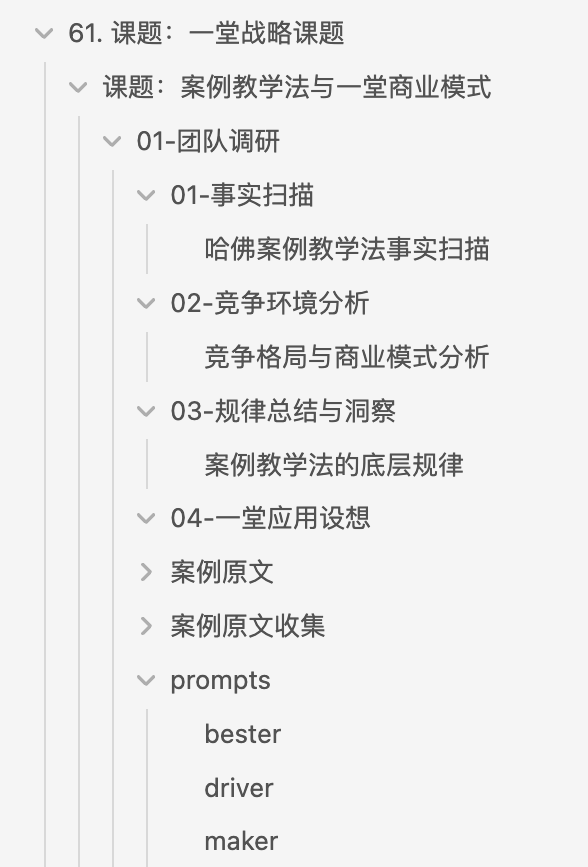 61. 课题：一堂战略课题
课题：案例教学法与一堂商业模式
01-团队调研
01-事实扫描
哈佛案例教学法事实扫描
02-竞争环境分析
竞争格局与商业模式分析
03-规律总结与洞察
案例教学法的底层规律
04-一堂应用设想
案例原文
案例原文收集
prompts
bester
driver
maker